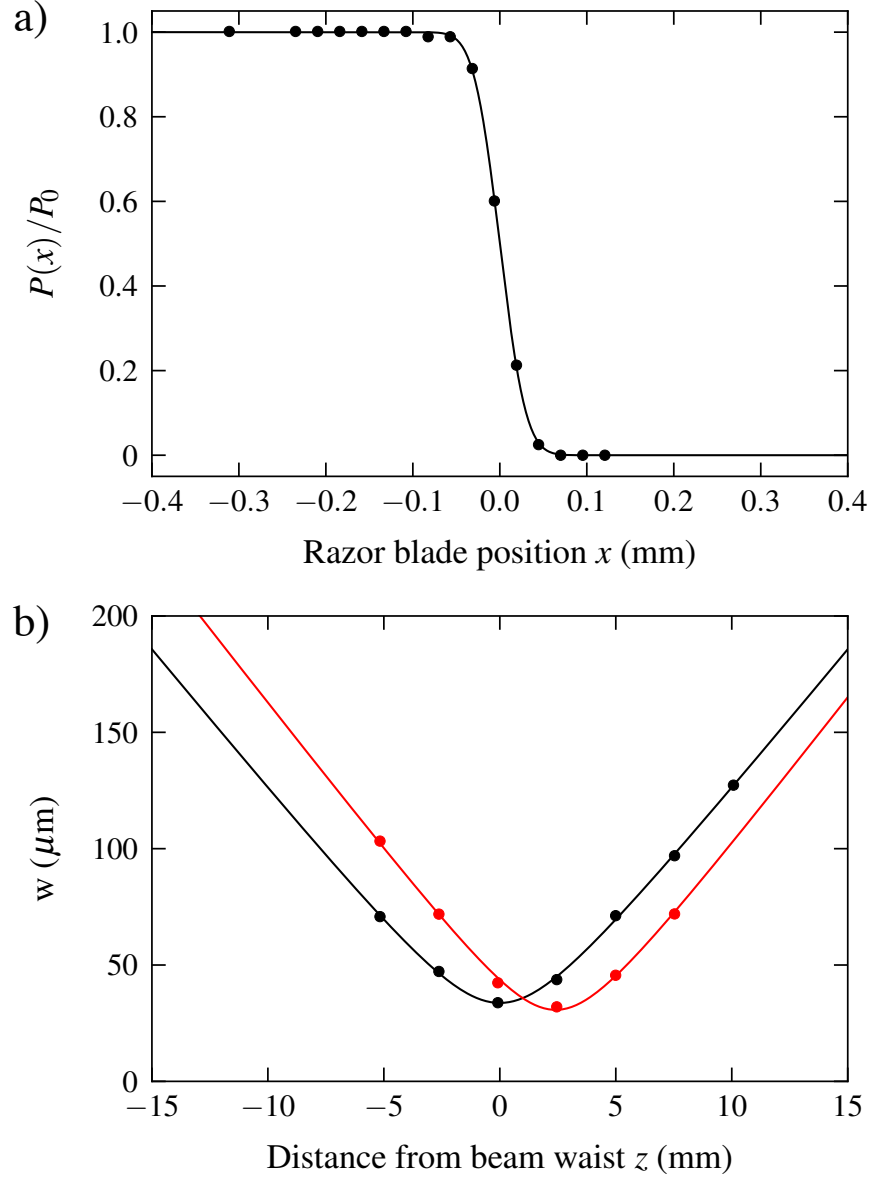 a)
1.0
0.8
0.6
0.4
0.2
0
P(x)/P₀
−0.4 −0.3 −0.2 −0.1 0.0 0.1 0.2 0.3 0.4
Razor blade position x (mm)
b)
200
150
100
50
0
w (μm)
−15 −10 −5 0 5 10 15
Distance from beam waist z (mm)